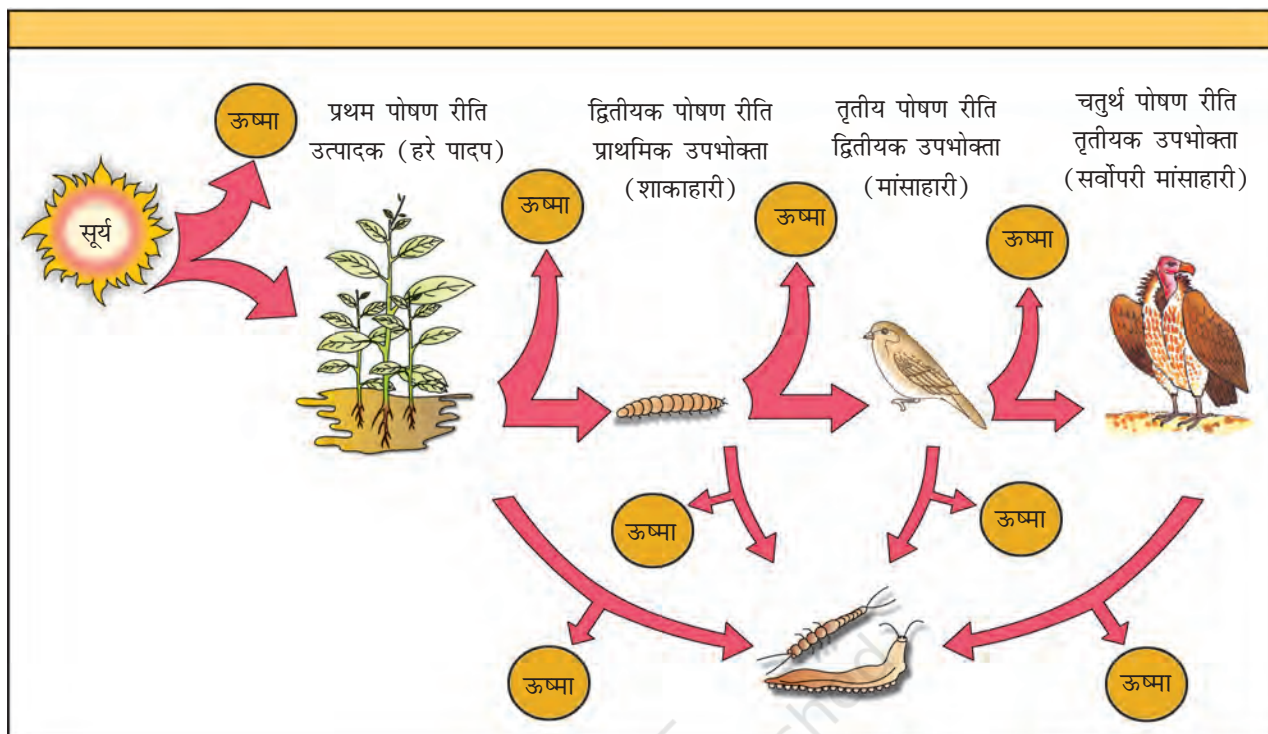 ऊष्मा
सूर्य
प्रथम पोषण रीति
उत्पादक (हरे पादप)
ऊष्मा
द्वितीयक पोषण रीति
प्राथमिक उपभोक्ता
(शाकाहारी)
ऊष्मा
तृतीय पोषण रीति
द्वितीयक उपभोक्ता
(मांसाहारी)
ऊष्मा
चतुर्थ पोषण रीति
तृतीयक उपभोक्ता
(सर्वोपरी मांसाहारी)
ऊष्मा
ऊष्मा
ऊष्मा
ऊष्मा